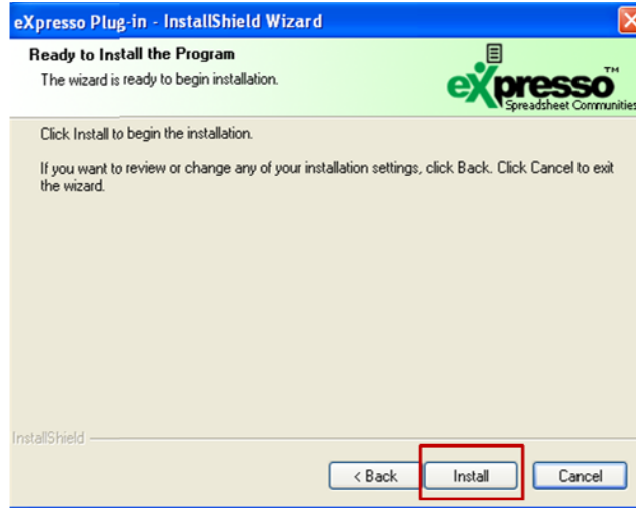 eXpresso Plug-in - InstallShield Wizard
Ready to Install the Program
The wizard is ready to begin installation.
eXpresso™
Spreadsheet Communities
Click Install to begin the installation.
If you want to review or change any of your installation settings, click Back. Click Cancel to exit
the wizard.
InstallShield
< Back
Install
Cancel